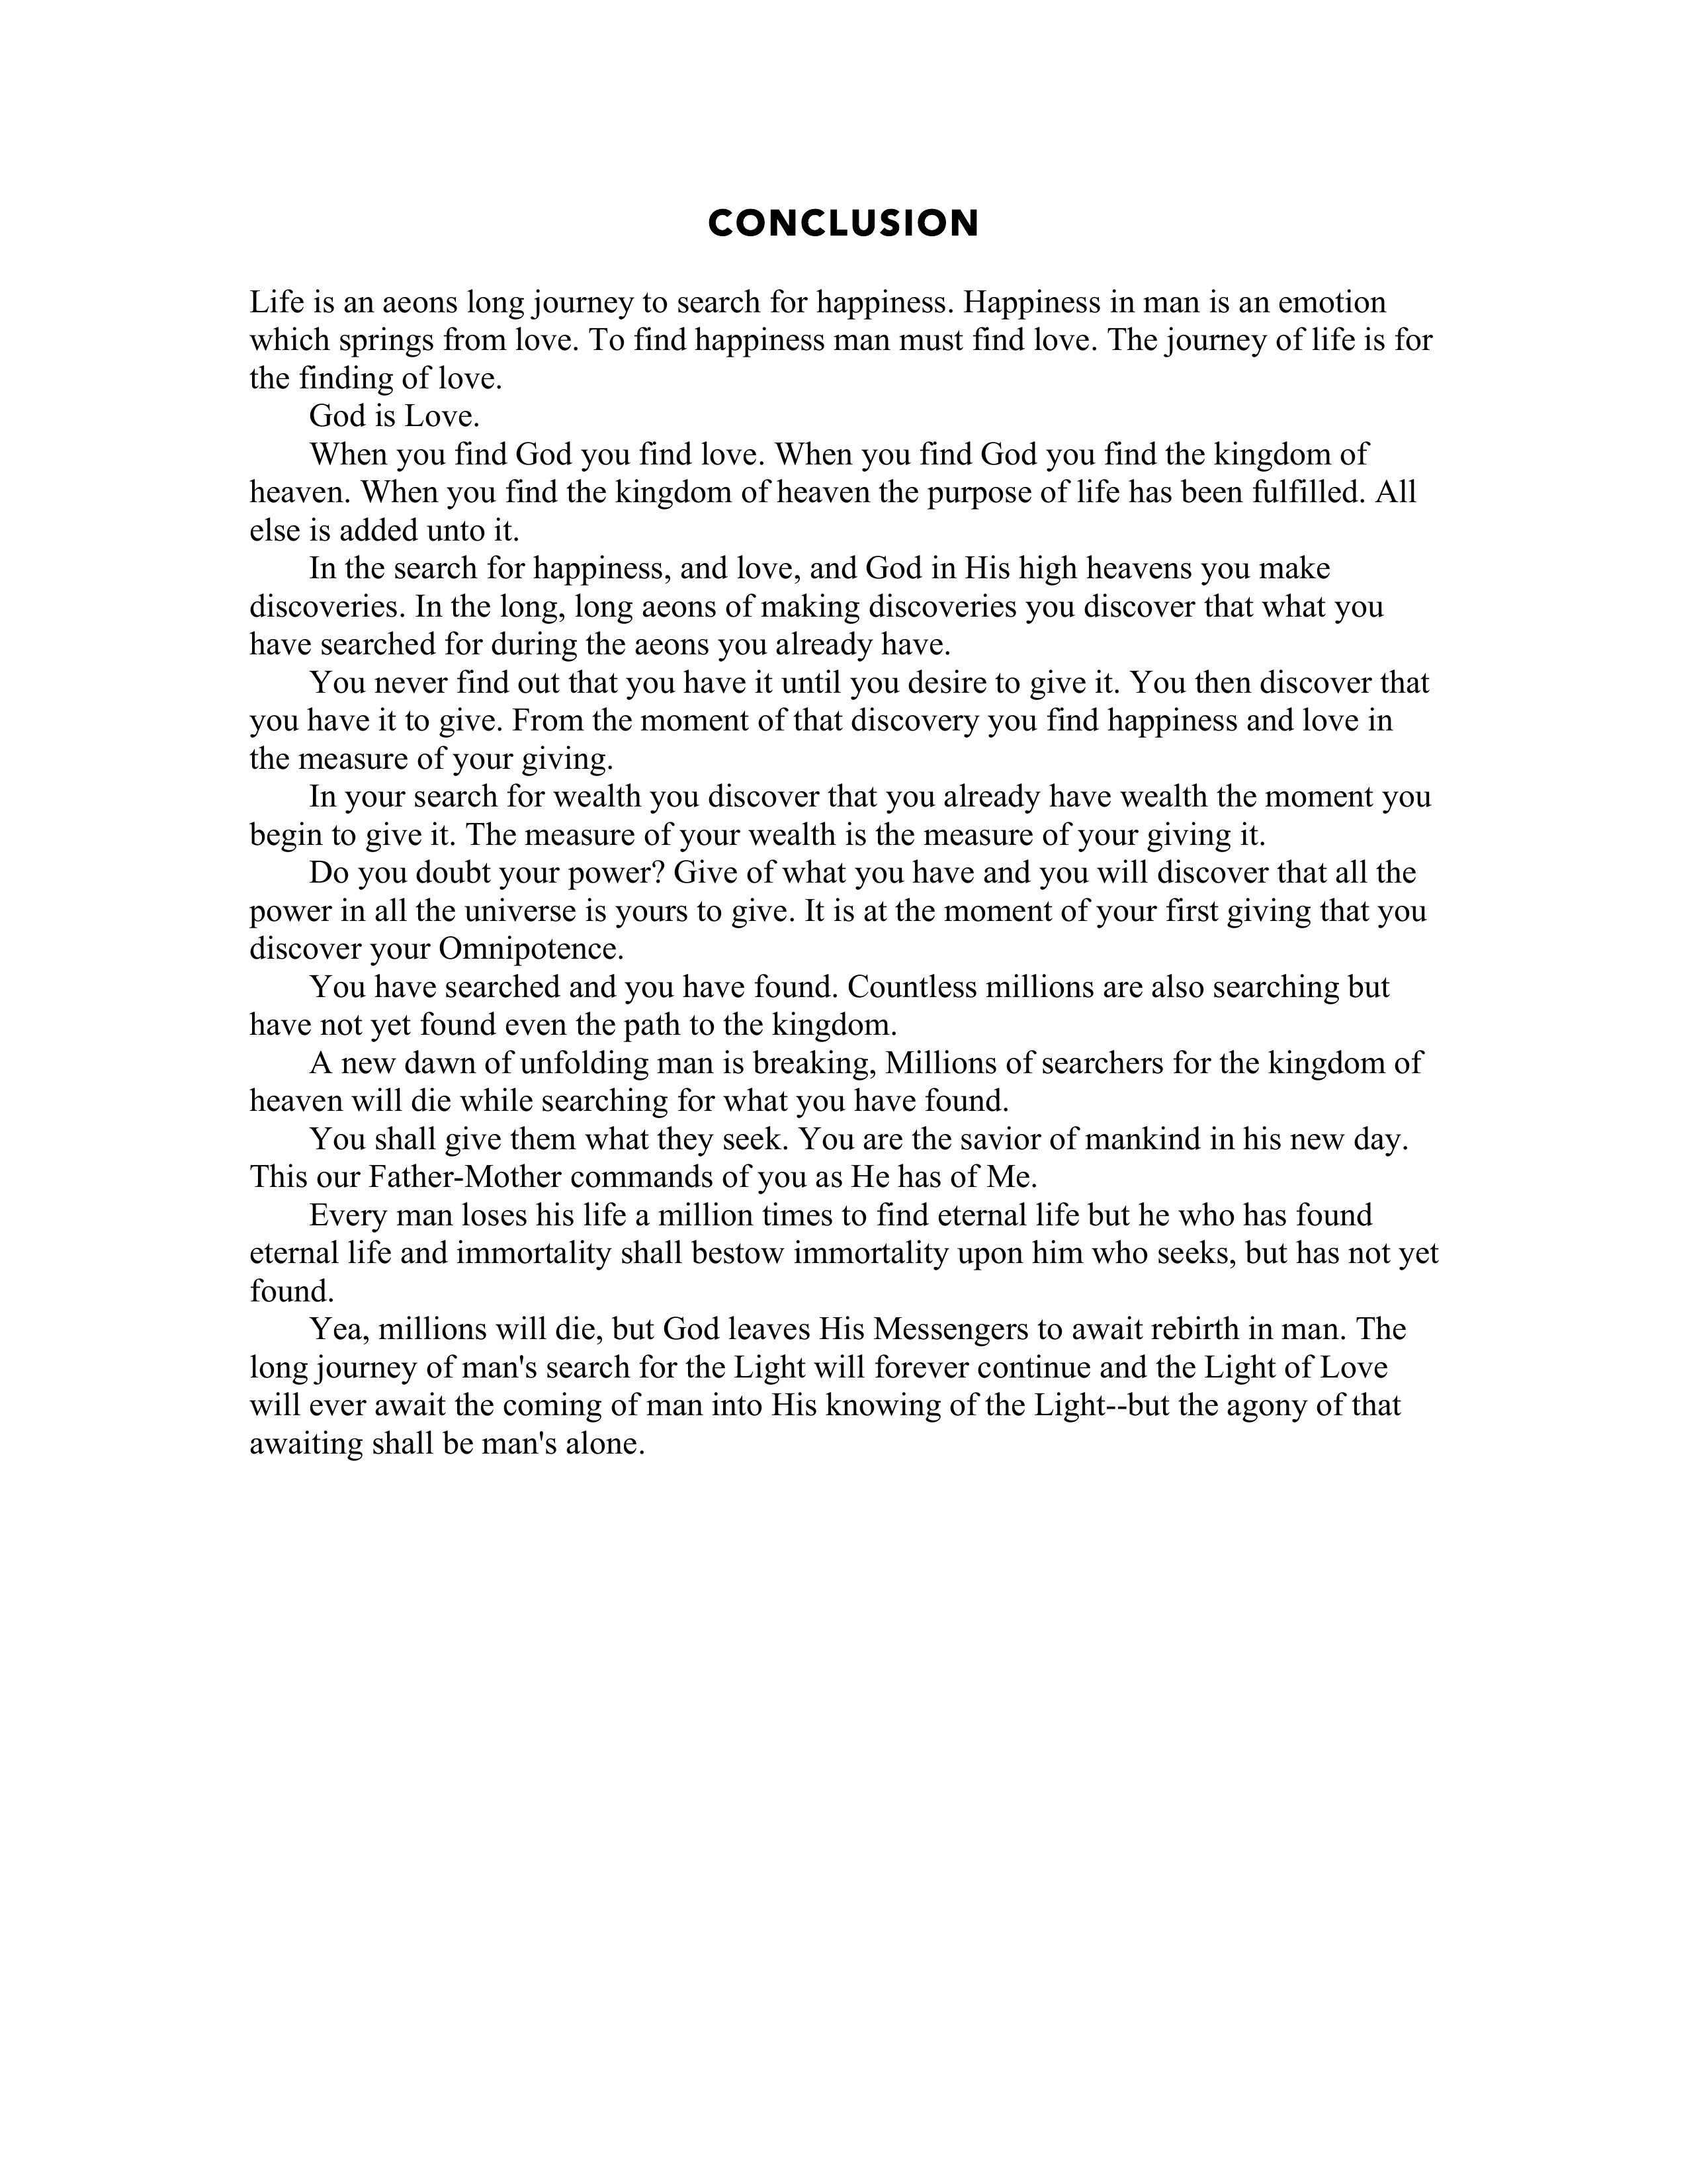 CONCLUSION
Life is an aeons long journey to search for happiness. Happiness in man is an emotion
which springs from love. To find happiness man must find love. The journey of life is for
the finding of love.
God is Love.
When you find God you find love. When you find God you find the kingdom of
heaven. When you find the kingdom of heaven the purpose of life has been fulfilled. All
else is added unto it.
In the search for happiness, and love, and God in His high heavens you make
discoveries. In the long, long aeons of making discoveries you discover that what you
have searched for during the aeons you already have.
You never find out that you have it until you desire to give it. You then discover that
you have it to give. From the moment of that discovery you find happiness and love in
the measure of your giving.
In your search for wealth you discover that you already have wealth the moment you
begin to give it. The measure of your wealth is the measure of your giving it.
Do you doubt your power? Give of what you have and you will discover that all the
power in all the universe is yours to give. It is at the moment of your first giving that you
discover your Omnipotence.
You have searched and you have found. Countless millions are also searching but
have not yet found even the path to the kingdom.
A new dawn of unfolding man is breaking, Millions of searchers for the kingdom of
heaven will die while searching for what you have found.
You shall give them what they seek. You are the savior of mankind in his new day.
This our Father-Mother commands of you as He has of Me.
Every man loses his life a million times to find eternal life but he who has found
eternal life and immortality shall bestow immortality upon him who seeks, but has not yet
found.
Yea, millions will die, but God leaves His Messengers to await rebirth in man. The
long journey of man's search for the Light will forever continue and the Light of Love
will ever await the coming of man into His knowing of the Light--but the agony of that
awaiting shall be man's alone.